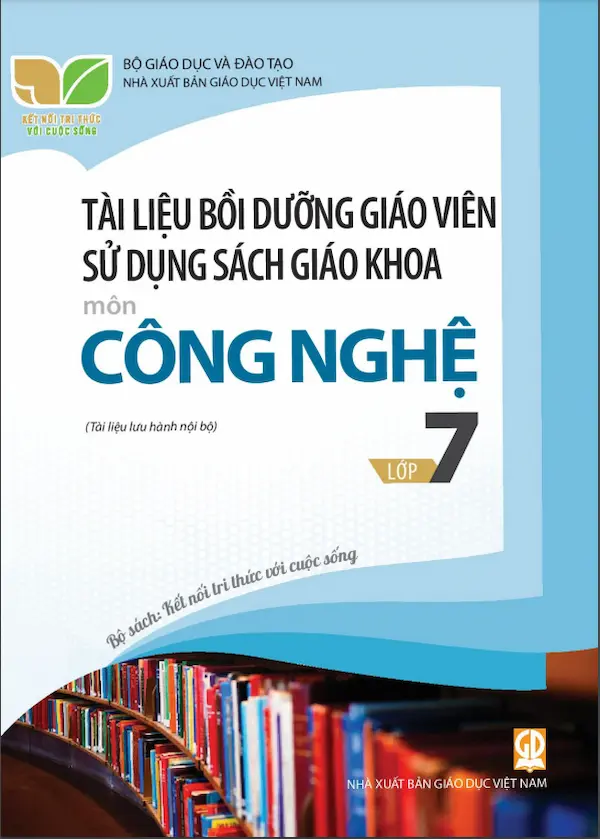 BỘ GIÁO DỤC VÀ ĐÀO TẠO
NHÀ XUẤT BẢN GIÁO DỤC VIỆT NAM
KẾT NỐI TRI THỨC
VỚI CUỘC SỐNG
TÀI LIỆU BỒI DƯỠNG GIÁO VIÊN
SỬ DỤNG SÁCH GIÁO KHOA
môn
CÔNG NGHỆ
(Tài liệu lưu hành nội bộ)
LỚP 7
Bộ sách: Kết nối tri thức với cuộc sống
GD
NHÀ XUẤT BẢN GIÁO DỤC VIỆT NAM